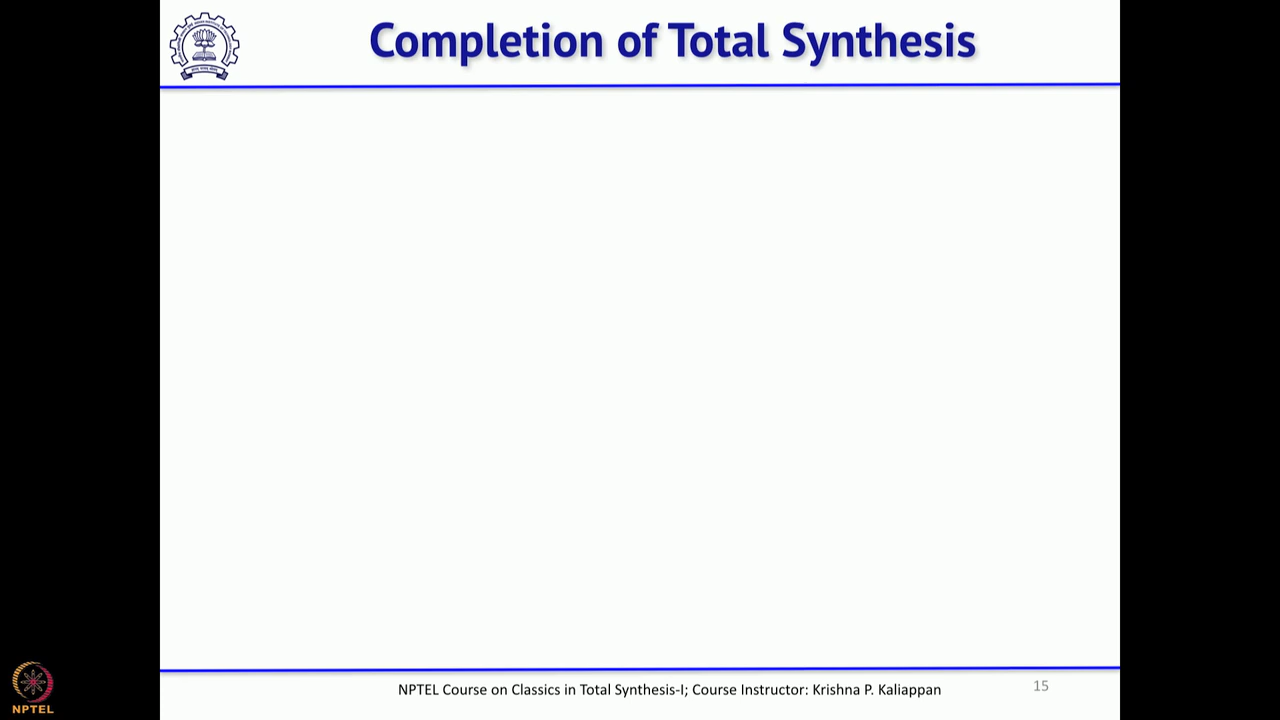 Completion of Total Synthesis
NPTEL Course on Classics in Total Synthesis-I; Course Instructor: Krishna P. Kaliappan
15
NPTEL